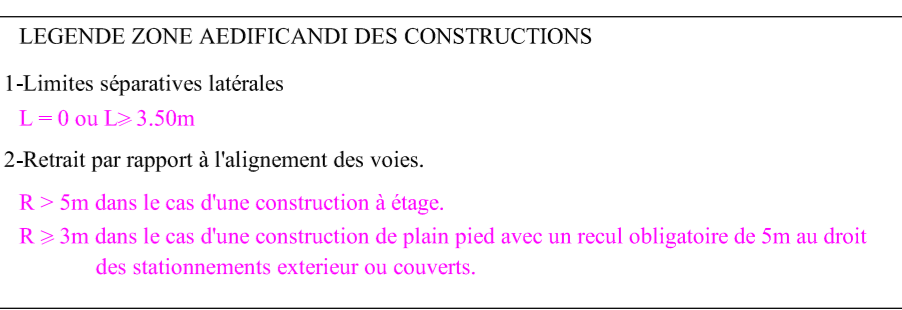 LEGENDE ZONE AEDIFICANDI DES CONSTRUCTIONS
1-Limites séparatives latérales
L = 0 ou L⩾ 3.50m
2-Retrait par rapport à l'alignement des voies.
R > 5m dans le cas d'une construction à étage.
R ⩾ 3m dans le cas d'une construction de plain pied avec un recul obligatoire de 5m au droit
des stationnements exterieur ou couverts.